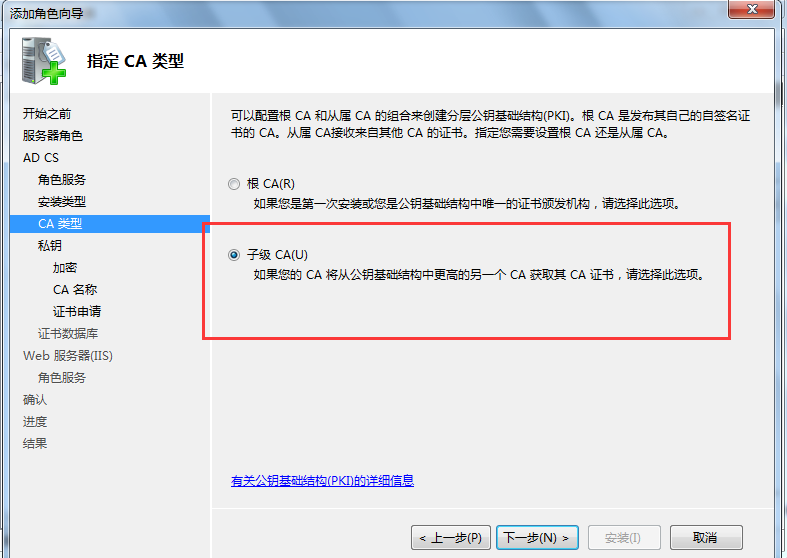 添加角色向导
指定 CA 类型
开始之前
服务器角色
AD CS
角色服务
安装类型
CA 类型
私钥
加密
CA 名称
证书申请
证书数据库
Web 服务器(IIS)
角色服务
确认
进度
结果
可以配置根 CA 和从属 CA 的组合来创建分层公钥基础结构(PKI)。根 CA 是发布其自己的自签名证
书的 CA。从属 CA接收来自其他 CA 的证书。指定您需要设置根 CA 还是从属 CA。
根 CA(R)
如果您是第一次安装或您是公钥基础结构中唯一的证书颁发机构，请选择此选项。
子级 CA(U)
如果您的 CA 将从公钥基础结构中更高的另一个 CA 获取其 CA 证书，请选择此选项。
有关公钥基础结构(PKI)的详细信息
< 上一步(P)
下一步(N) >
安装(I)
取消